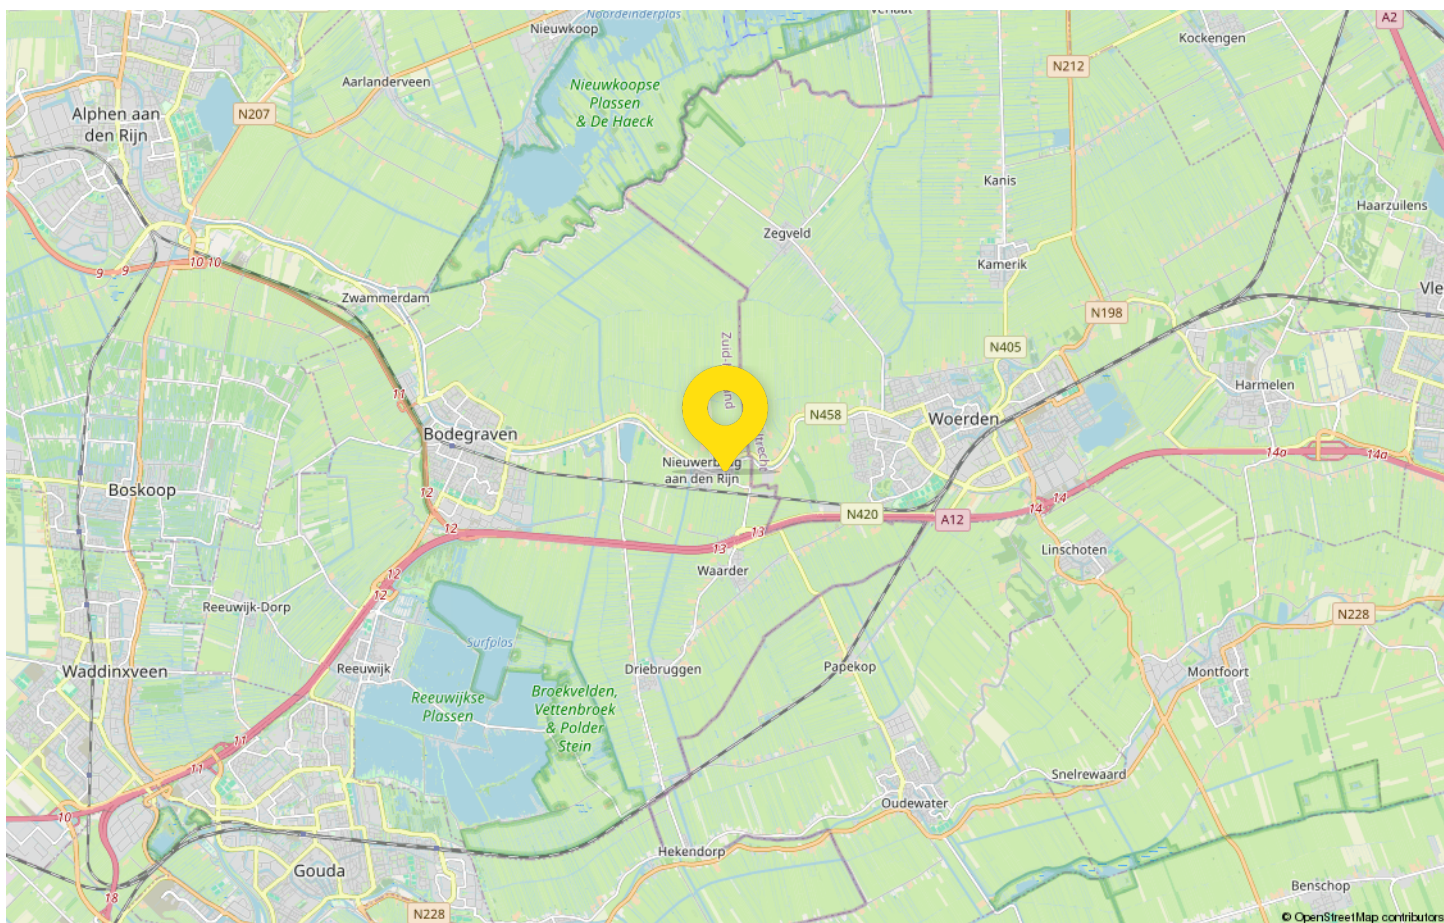 Noordeinderplas
Nieuwkoop
A2
Kockengen
N212
Aarlanderveen
Nieuwkoopse
Plassen
& De Haeck
N207
Alphen aan
den Rijn
Kanis
Haarzuilens
Zegveld
Kamerik
9
9
10
10
Zwammerdam
Vle
N198
N405
Harmelen
11
N458
Woerden
Bodegraven
14a
14a
Nieuwerbrug
aan den Rijn
Boskoop
12
14
14
N420
A12
12
13
13
Linschoten
Waarder
12
Reeuwijk-Dorp
N228
Surfplas
Waddinxveen
Reeuwijk
Driebruggen
Papekop
Montfoort
Reeuwijkse
Plassen
Broekvelden,
Vettenbroek
& Polder
Stein
11
11
Snelrewaard
Oudewater
10
Hekendorp
Gouda
Benschop
18
N228
© OpenStreetMap contributors